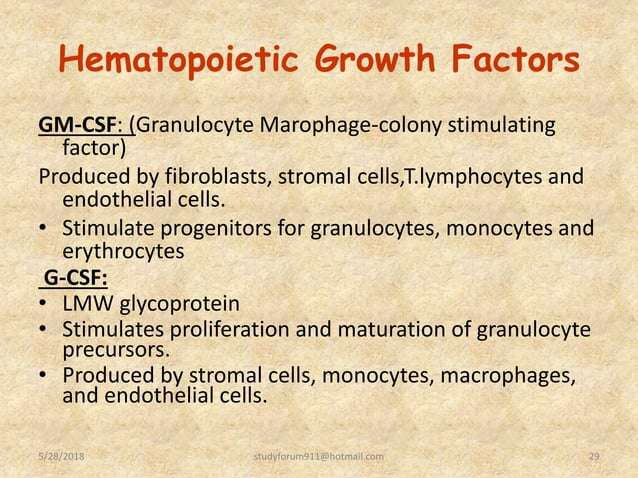 Hematopoietic Growth Factors
GM-CSF: (Granulocyte Marophage-colony stimulating
factor)
Produced by fibroblasts, stromal cells,T.lymphocytes and
endothelial cells.
• Stimulate progenitors for granulocytes, monocytes and
erythrocytes
G-CSF:
• LMW glycoprotein
• Stimulates proliferation and maturation of granulocyte
precursors.
• Produced by stromal cells, monocytes, macrophages,
and endothelial cells.
5/28/2018 studyforum911@hotmail.com 29